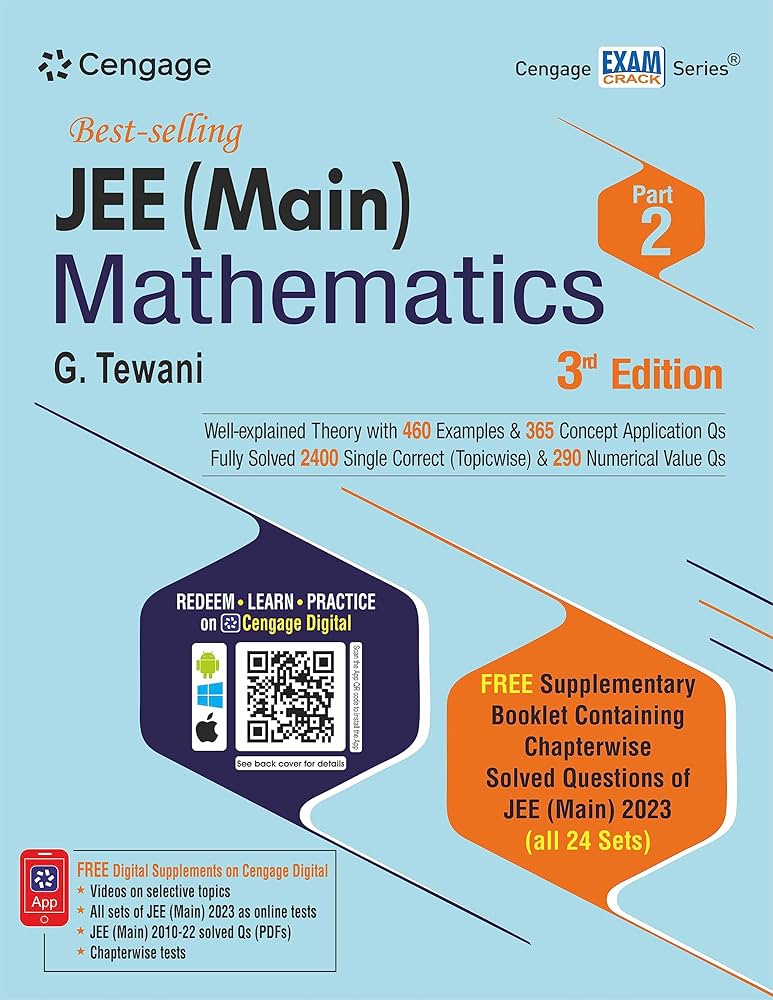 Cengage
Cengage EXAM CRACK Series®
Best-selling
JEE (Main)
Part
2
Mathematics
G. Tewani
3rd Edition
Well-explained Theory with 460 Examples & 365 Concept Application Qs
Fully Solved 2400 Single Correct (Topicwise) & 290 Numerical Value Qs
REDEEM • LEARN • PRACTICE
on Cengage Digital
Scan the App QR code to install the App
See back cover for details
FREE Supplementary
Booklet Containing
Chapterwise
Solved Questions of
JEE (Main) 2023
(all 24 Sets)
App
FREE Digital Supplements on Cengage Digital
★ Videos on selective topics
★ All sets of JEE (Main) 2023 as online tests
★ JEE (Main) 2010-22 solved Qs (PDFs)
★ Chapterwise tests